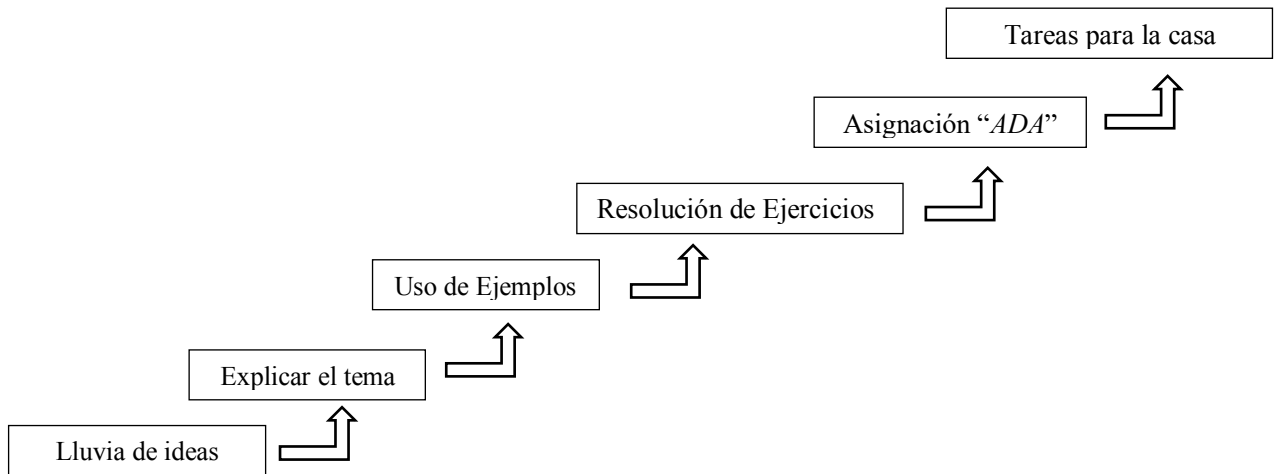 Tareas para la casa
Asignación “ADA”
Resolución de Ejercicios
Uso de Ejemplos
Explicar el tema
Lluvia de ideas